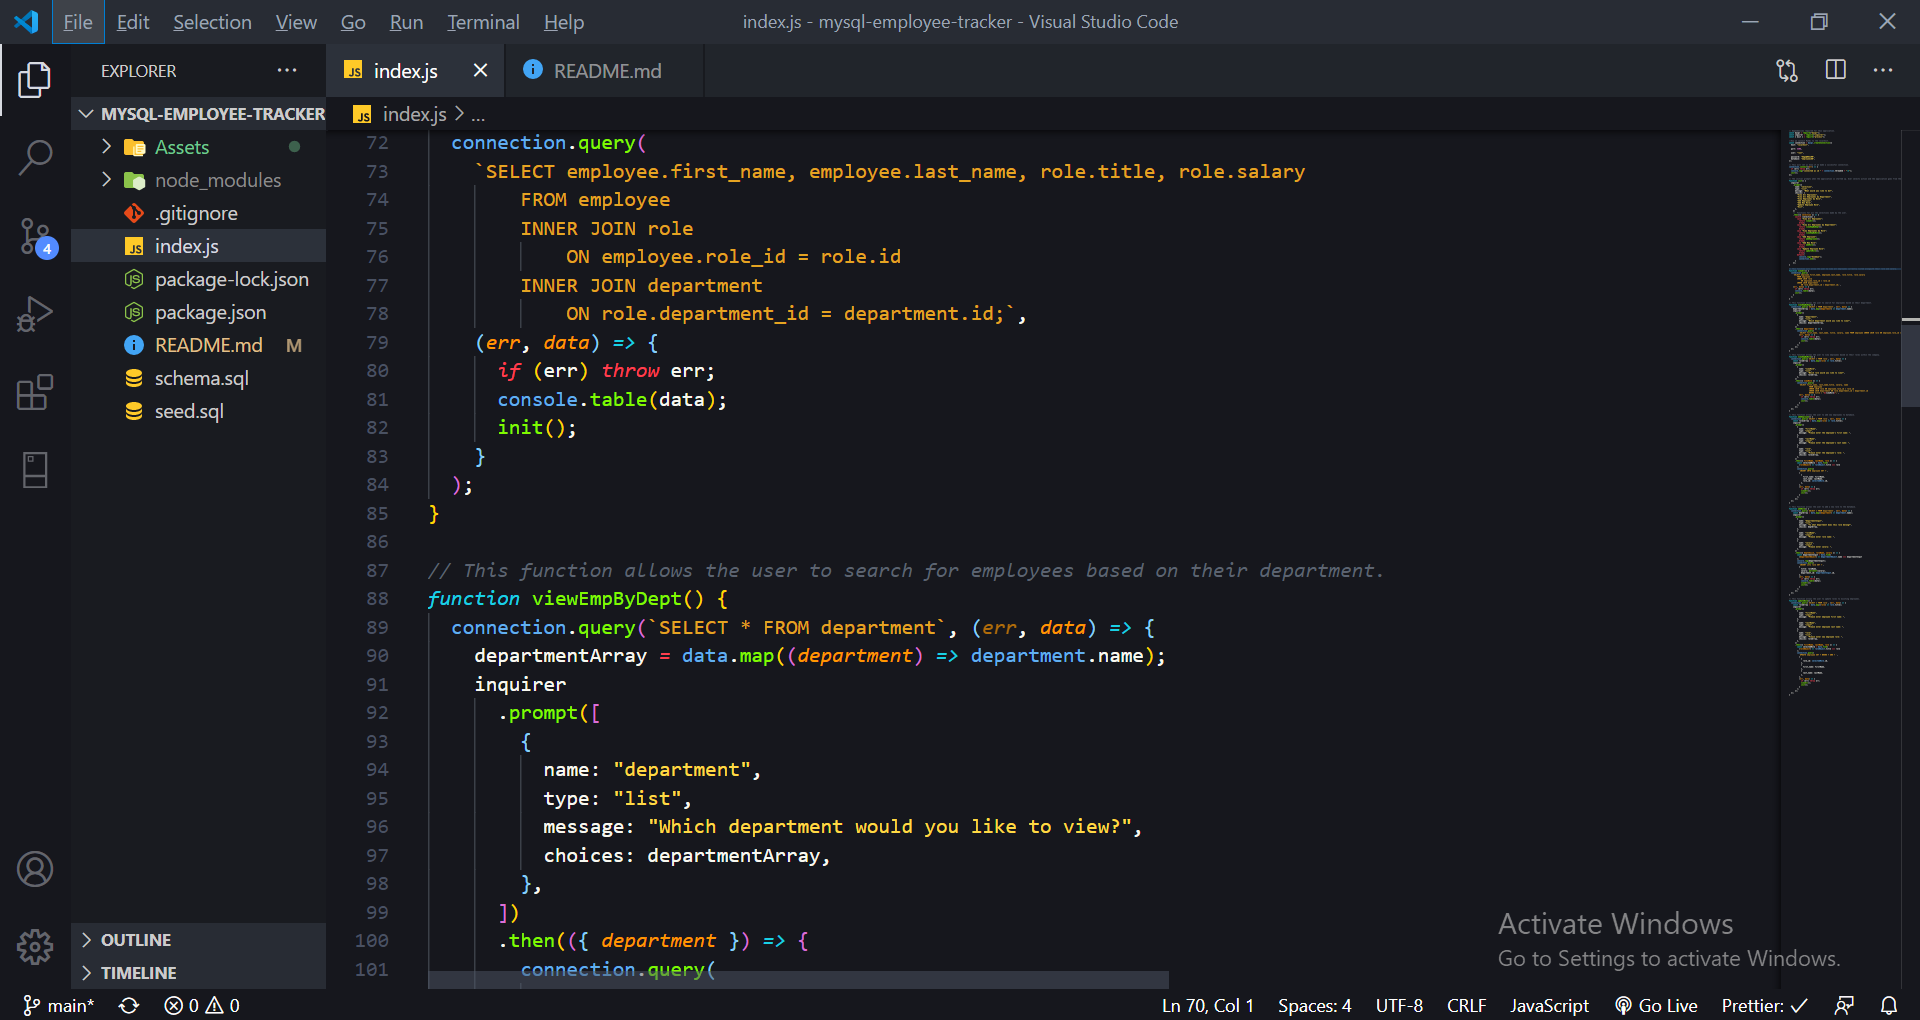 File Edit Selection View Go Run Terminal Help
index.js - mysql-employee-tracker - Visual Studio Code
EXPLORER
MYSQL-EMPLOYEE-TRACKER
Assets
node_modules
.gitignore
index.js
package-lock.json
package.json
README.md M
schema.sql
seed.sql
4
OUTLINE
TIMELINE
JS index.js
README.md
JS index.js > ...
72 connection.query(
73 `SELECT employee.first_name, employee.last_name, role.title, role.salary
74 FROM employee
75 INNER JOIN role
76 ON employee.role_id = role.id
77 INNER JOIN department
78 ON role.department_id = department.id;`,
79 (err, data) => {
80 if (err) throw err;
81 console.table(data);
82 init();
83 }
84 );
85 }
86
87 // This function allows the user to search for employees based on their department.
88 function viewEmpByDept() {
89 connection.query(`SELECT * FROM department`, (err, data) => {
90 departmentArray = data.map((department) => department.name);
91 inquirer
92 .prompt([
93 {
94 name: "department",
95 type: "list",
96 message: "Which department would you like to view?",
97 choices: departmentArray,
98 },
99 ])
100 .then(({ department }) => {
101 connection.query(
Activate Windows
Go to Settings to activate Windows.
main* 0 0
Ln 70, Col 1 Spaces: 4 UTF-8 CRLF JavaScript Go Live Prettier: ✓